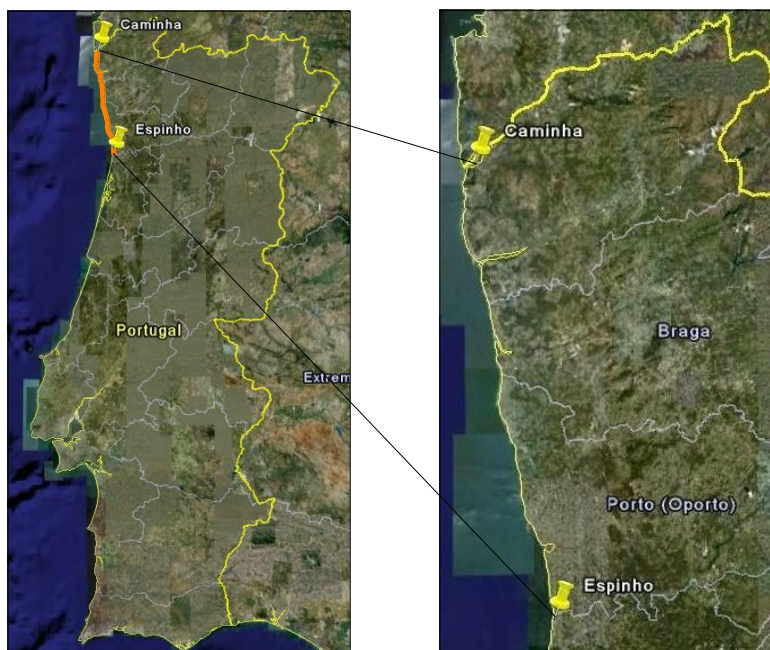 Caminha
Espinho
Portugal
Extrem
Caminha
Braga
Porto (Oporto)
Espinho